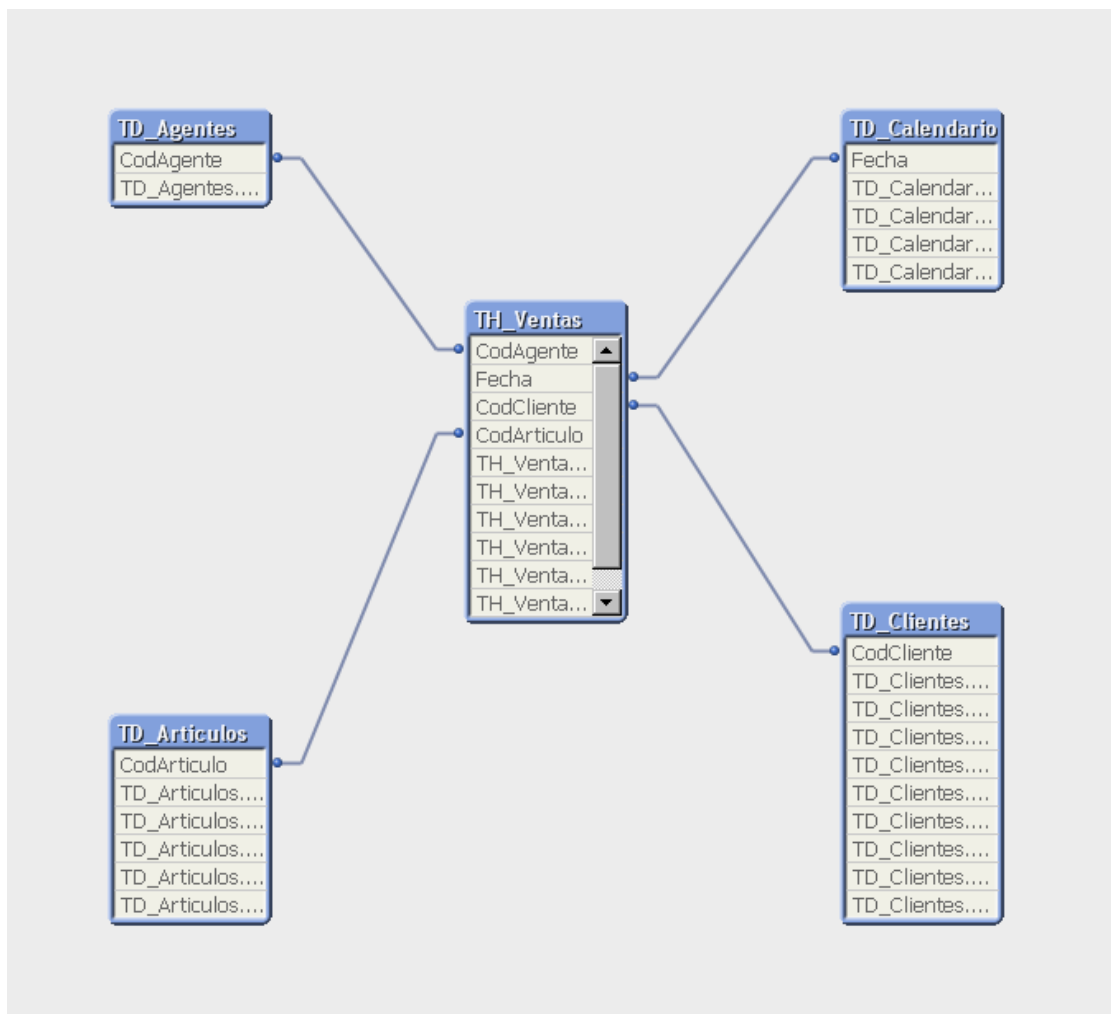 TD_Agentes
CodAgente
TD_Agentes....
TD_Calendario
Fecha
TD_Calendar...
TD_Calendar...
TD_Calendar...
TD_Calendar...
TH_Ventas
CodAgente
Fecha
CodCliente
CodArticulo
TH_Venta...
TH_Venta...
TH_Venta...
TH_Venta...
TH_Venta...
TH_Venta...
TD_Articulos
CodArticulo
TD_Articulos....
TD_Articulos....
TD_Articulos....
TD_Articulos....
TD_Articulos....
TD_Clientes
CodCliente
TD_Clientes....
TD_Clientes....
TD_Clientes....
TD_Clientes....
TD_Clientes....
TD_Clientes....
TD_Clientes....
TD_Clientes....
TD_Clientes....